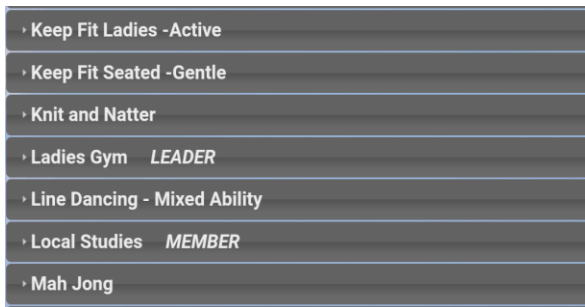 Keep Fit Ladies -Active
Keep Fit Seated -Gentle
Knit and Natter
Ladies Gym LEADER
Line Dancing - Mixed Ability
Local Studies MEMBER
Mah Jong